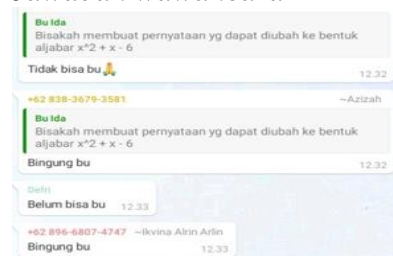 Bu Ida
Bisakah membuat pernyataan yg dapat diubah ke bentuk
aljabar x^2 + x - 6
Tidak bisa bu🙏
12.32
+62 838-3679-3581 ~Azizah
Bu Ida
Bisakah membuat pernyataan yg dapat diubah ke bentuk
aljabar x^2 + x - 6
Bingung bu
12.32
Defri
Belum bisa bu 12.33
+62 896-6807-4747 ~Ikvina Alrin Arlin
Bingung bu
12.33